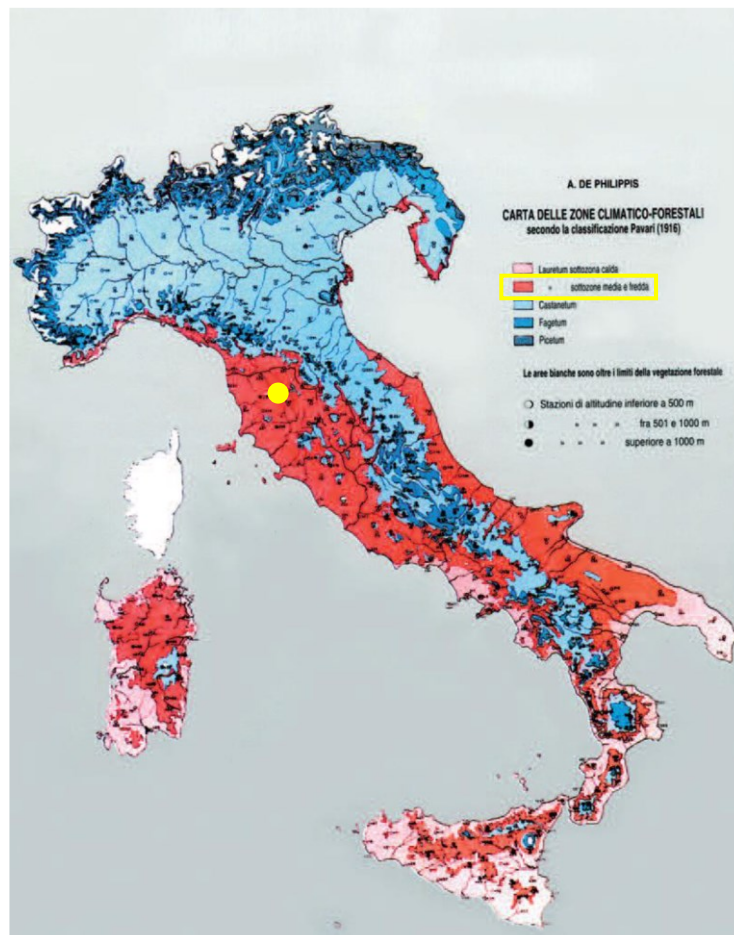 A. DE PHILIPPIS
CARTA DELLE ZONE CLIMATICO-FORESTALI
secondo la classificazione Pavari (1916)
Lauretum sottozona calda
" sottozone media e fredda
Castanetum
Fagetum
Picetum
Le aree bianche sono oltre i limiti della vegetazione forestale
Stazioni di altitudine inferiore a 500 m
" " " fra 501 e 1000 m
" " " superiore a 1000 m